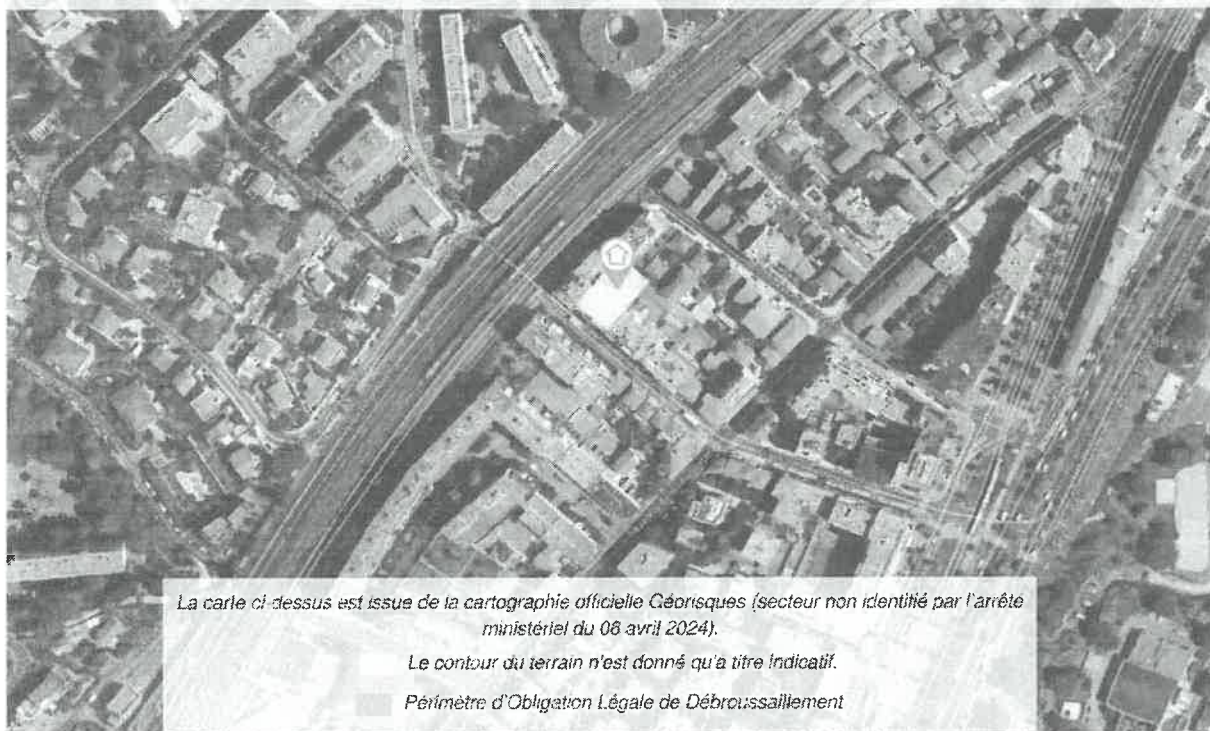 La carte ci-dessus est issue de la cartographie officielle Géorisques (secteur non identifié par l'arrêté
ministériel du 06 avril 2024).
Le contour du terrain n'est donné qu'à titre indicatif.
Périmètre d'Obligation Légale de Débroussaillement